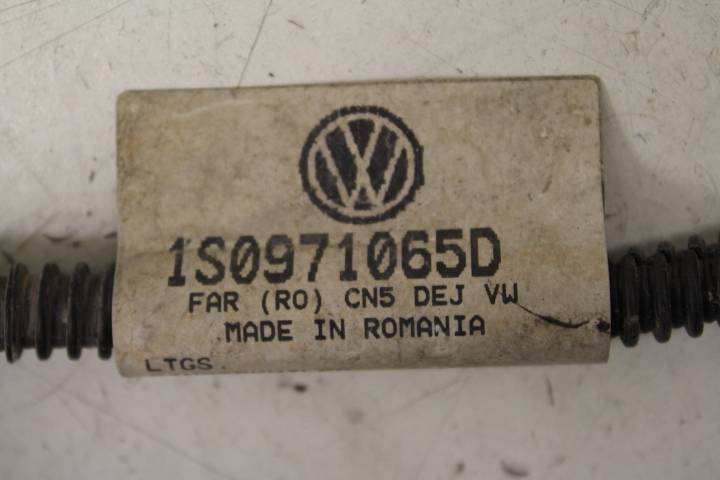 1S0971065D
FAR (RO) CN5 DEJ VW
MADE IN ROMANIA
LTGS